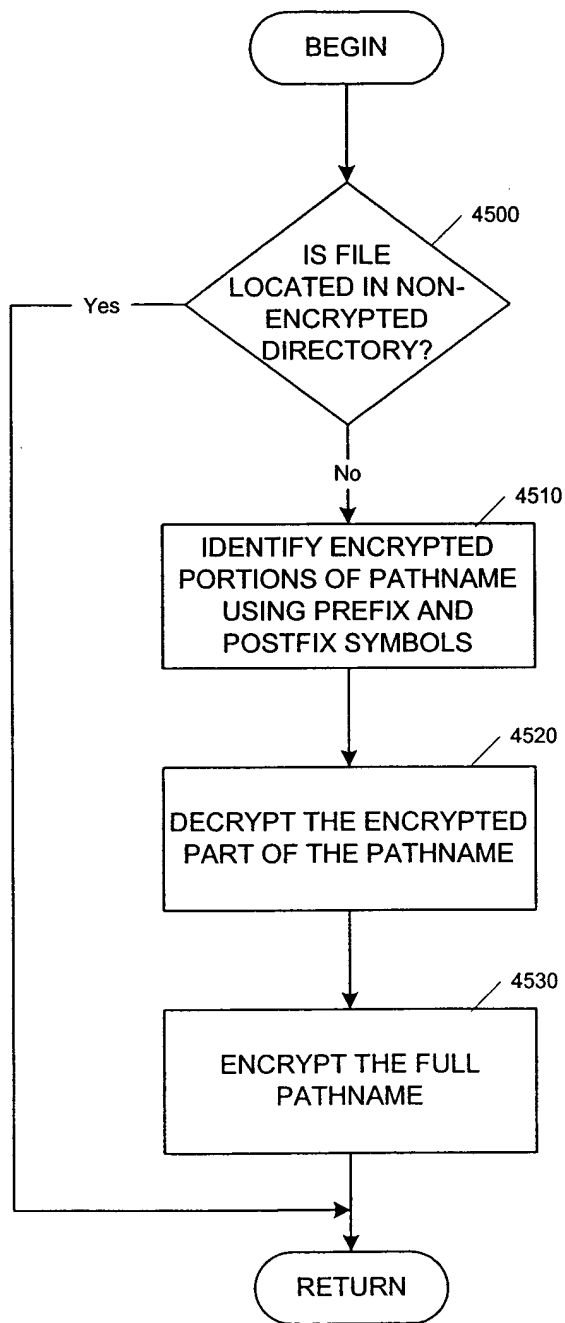 BEGIN
4500
IS FILE
LOCATED IN NON-
ENCRYPTED
DIRECTORY?
Yes
No
4510
IDENTIFY ENCRYPTED
PORTIONS OF PATHNAME
USING PREFIX AND
POSTFIX SYMBOLS
4520
DECRYPT THE ENCRYPTED
PART OF THE PATHNAME
4530
ENCRYPT THE FULL
PATHNAME
RETURN